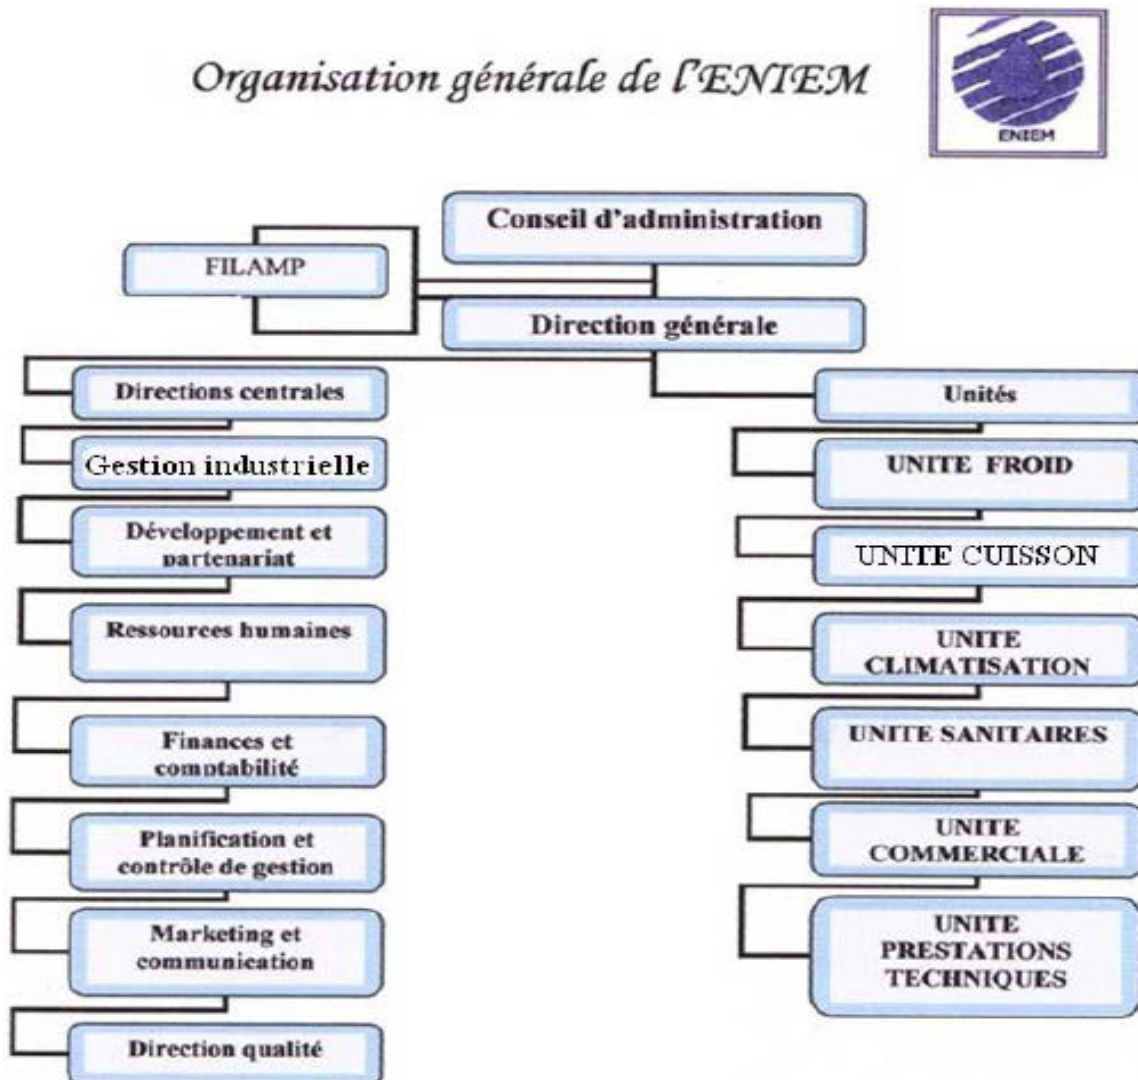 Organisation générale de l'ENIEM
ENIEM
Conseil d'administration
FILAMP
Direction générale
Directions centrales
Gestion industrielle
Développement et
partenariat
Ressources humaines
Finances et
comptabilité
Planification et
contrôle de gestion
Marketing et
communication
Direction qualité
Unités
UNITE FROID
UNITE CUISSON
UNITE
CLIMATISATION
UNITE SANITAIRES
UNITE
COMMERCIALE
UNITE
PRESTATIONS
TECHNIQUES